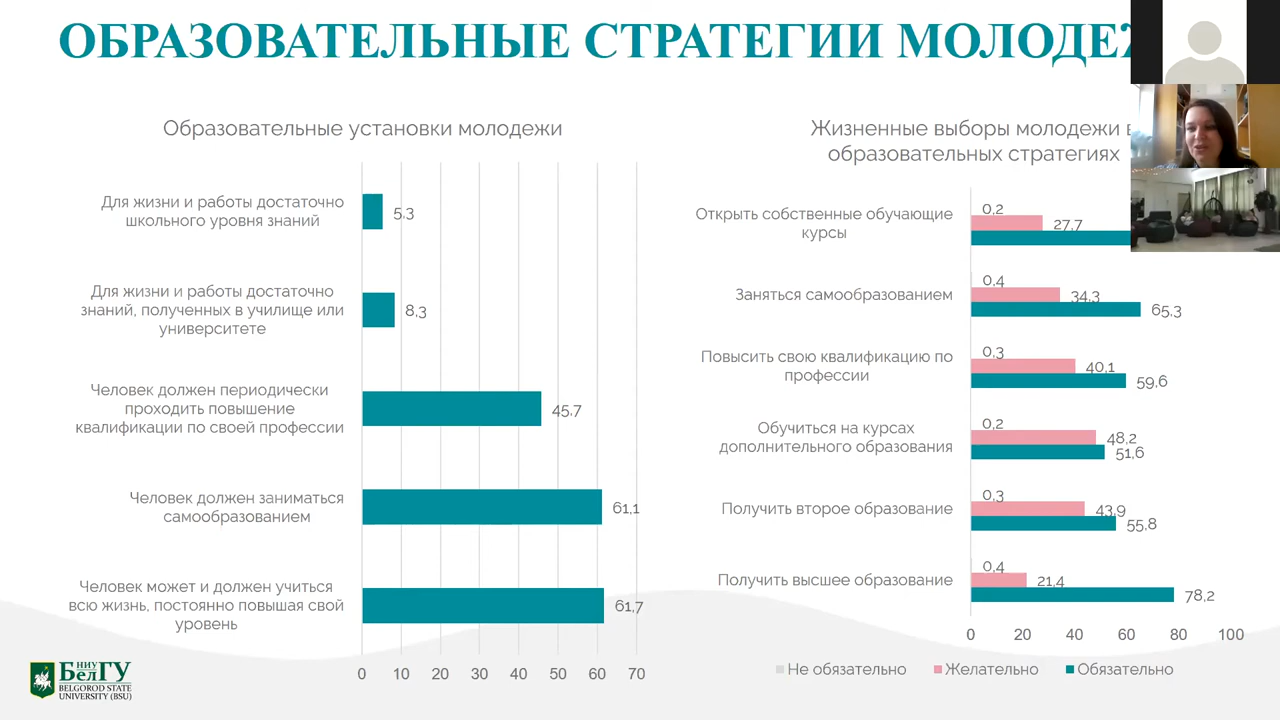 ОБРАЗОВАТЕЛЬНЫЕ СТРАТЕГИИ
Образовательные установки молодежи
Для жизни и работы достаточно
школьного уровня знаний
5,3
Для жизни и работы достаточно
знаний, полученных в училище или
университете
8,3
Человек должен периодически
проходить повышение
квалификации по своей профессии
45,7
Человек должен заниматься
самообразованием
61,1
Человек может и должен учиться
всю жизнь, постоянно повышая свой
уровень
61,7
0 10 20 30 40 50 60 70
Жизненные выборы молодежи в
образовательных стратегиях
Открыть собственные обучающие
курсы
0,2
27,7
Заняться самообразованием
0,4
34,3
65,3
Повысить свою квалификацию по
профессии
0,3
40,1
59,6
Обучиться на курсах
дополнительного образования
0,2
48,2
51,6
Получить второе образование
0,3
43,9
55,8
Получить высшее образование
0,4
21,4
78,2
0 20 40 60 80 100
Не обязательно Желательно Обязательно
НИУ
БелГУ
BELGOROD STATE
UNIVERSITY (BSU)